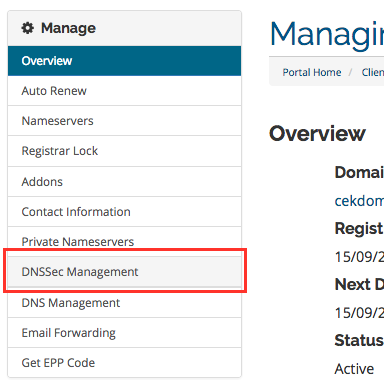 Manage
Overview
Auto Renew
Nameservers
Registrar Lock
Addons
Contact Information
Private Nameservers
DNSSec Management
DNS Management
Email Forwarding
Get EPP Code
Managin
Portal Home / Clien
Overview
Domai
cekdom
Regist
15/09/2
Next D
15/09/2
Status
Active